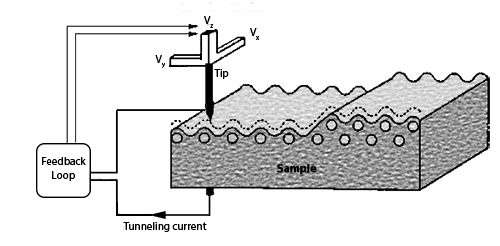 Vz
Vx
Vy
Tip
Feedback
Loop
Sample
Tunneling current